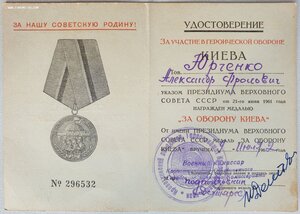 ЗА НАШУ СОВЕТСКУЮ РОДИНУ!
№ 296532
УДОСТОВЕРЕНИЕ
ЗА УЧАСТИЕ В ГЕРОИЧЕСКОЙ ОБОРОНЕ
КИЕВА
тов. Юрченко
Александр
УКАЗОМ ПРЕЗИДИУМА ВЕРХОВНОГО
СОВЕТА СССР от 21-го июня 1961 года
НАГРАЖДЕН МЕДАЛЬЮ
"ЗА ОБОРОНУ КИЕВА"
От имени ПРЕЗИДИУМА ВЕРХОВНОГО
СОВЕТА СССР МЕДАЛЬ "ЗА ОБОРОНУ
КИЕВА"
Военный комиссар